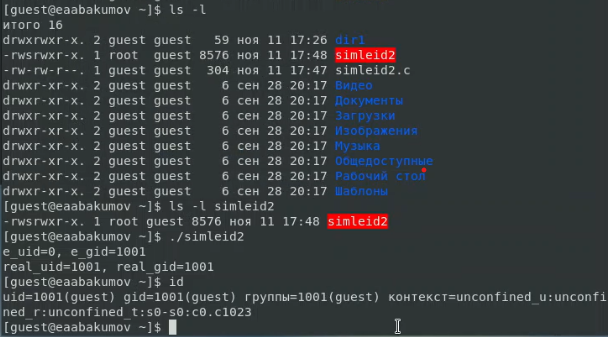 [guest@eaabakumov ~]$ ls -l
итого 16
drwxrwxr-x. 2 guest guest   59 ноя 11 17:26 dir1
-rwsrwxr-x. 1 root  guest 8576 ноя 11 17:48 simleid2
-rw-rw-r--. 1 guest guest  304 ноя 11 17:47 simleid2.c
drwxr-xr-x. 2 guest guest    6 сен 28 20:17 Видео
drwxr-xr-x. 2 guest guest    6 сен 28 20:17 Документы
drwxr-xr-x. 2 guest guest    6 сен 28 20:17 Загрузки
drwxr-xr-x. 2 guest guest    6 сен 28 20:17 Изображения
drwxr-xr-x. 2 guest guest    6 сен 28 20:17 Музыка
drwxr-xr-x. 2 guest guest    6 сен 28 20:17 Общедоступные
drwxr-xr-x. 2 guest guest    6 сен 28 20:17 Рабочий стол
drwxr-xr-x. 2 guest guest    6 сен 28 20:17 Шаблоны
[guest@eaabakumov ~]$ ls -l simleid2
-rwsrwxr-x. 1 root guest 8576 ноя 11 17:48 simleid2
[guest@eaabakumov ~]$ ./simleid2
e_uid=0, e_gid=1001
real_uid=1001, real_gid=1001
[guest@eaabakumov ~]$ id
uid=1001(guest) gid=1001(guest) группы=1001(guest) контекст=unconfined_u:unconfi
ned_r:unconfined_t:s0-s0:c0.c1023
[guest@eaabakumov ~]$